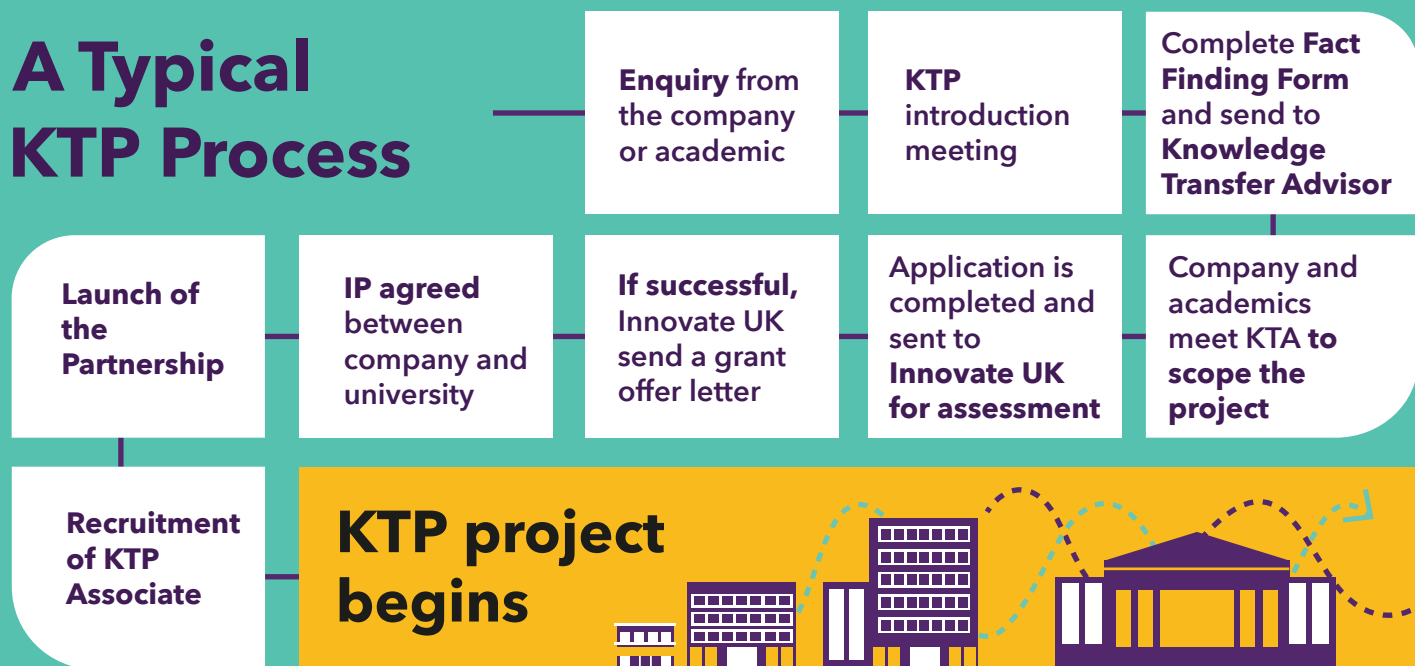 A Typical
KTP Process
Enquiry from
the company
or academic
KTP
introduction
meeting
Complete Fact
Finding Form
and send to
Knowledge
Transfer Advisor
Company and
academics
meet KTA to
scope the
project
Application is
completed and
sent to
Innovate UK
for assessment
If successful,
Innovate UK
send a grant
offer letter
IP agreed
between
company and
university
Launch of
the
Partnership
Recruitment
of KTP
Associate
KTP project
begins